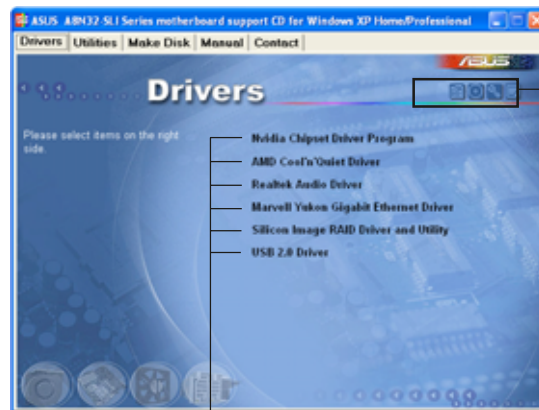 ASUS A8N32-SLI Series motherboard support CD for Windows XP Home/Professional
Drivers Utilities Make Disk Manual Contact
/ISUS
Drivers
Please select items on the right
side.
Nvidia Chipset Driver Program
AMD Cool'n'Quiet Driver
Realtek Audio Driver
Marvell Yukon Gigabit Ethernet Driver
Silicon Image RAID Driver and Utility
USB 2.0 Driver